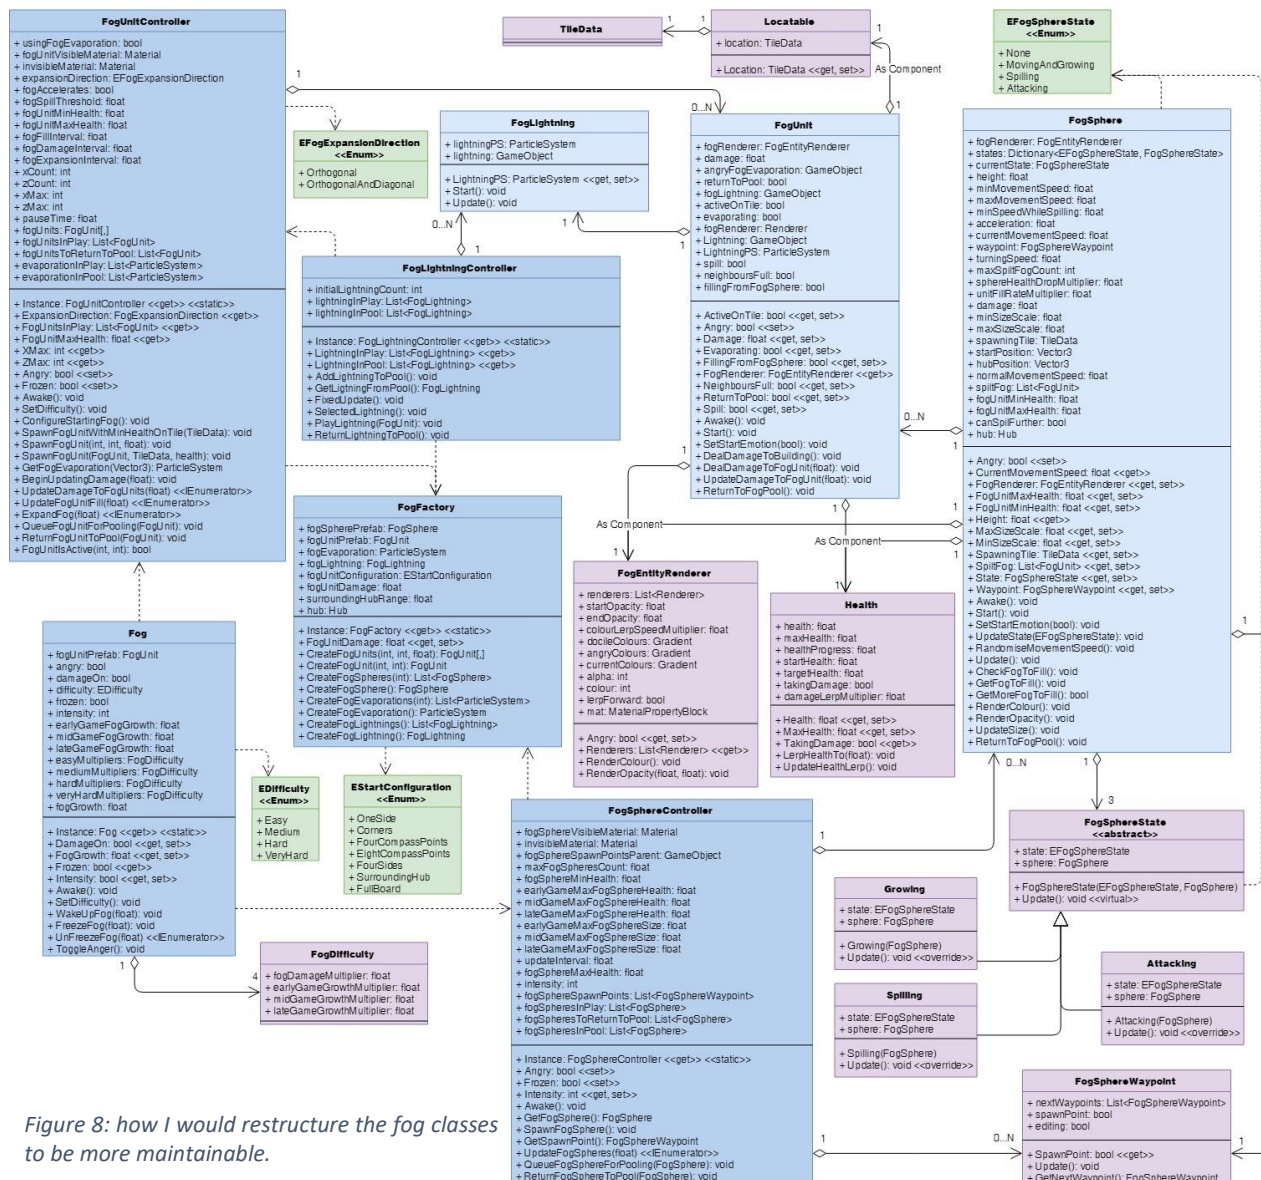 FogUnitController
+ usingFogEvaporation: bool
+ fogUnitVisibleMaterial: Material
+ invisibleMaterial: Material
+ expansionDirection: EFogExpansionDirection
+ fogAccelerates: bool
+ fogSpillThreshold: float
+ fogUnitMinHealth: float
+ fogUnitMaxHealth: float
+ fogFillInterval: float
+ fogDamageInterval: float
+ fogExpansionInterval: float
+ xCount: int
+ zCount: int
+ xMax: int
+ zMax: int
+ pauseTime: float
+ fogUnits: FogUnit[,]
+ fogUnitsInPlay: List<FogUnit>
+ fogUnitsToReturnToPool: List<FogUnit>
+ evaporationInPlay: List<ParticleSystem>
+ evaporationInPool: List<ParticleSystem>
+ Instance: FogUnitController <<get>> <<static>>
+ ExpansionDirection: FogExpansionDirection <<get>>
+ FogUnitsInPlay: List<FogUnit> <<get>>
+ FogUnitMaxHealth: float <<get>>
+ XMax: int <<get>>
+ ZMax: int <<get>>
+ Angry: bool <<set>>
+ Frozen: bool <<set>>
+ Awake(): void
+ SetDifficulty(): void
+ ConfigureStartingFog(): void
+ SpawnFogUnitWithMinHealthOnTile(TileData): void
+ SpawnFogUnit(int, int, float): void
+ SpawnFogUnit(FogUnit, TileData, health): void
+ GetFogEvaporation(Vector3): ParticleSystem
+ BeginUpdatingDamage(float): void
+ UpdateDamageToFogUnits(float) <<IEnumerator>>
+ UpdateFogUnitFill(float) <<IEnumerator>>
+ ExpandFog(float) <<IEnumerator>>
+ QueueFogUnitForPooling(FogUnit): void
+ ReturnFogUnitToPool(FogUnit): void
+ FogUnitIsActive(int, int): bool
1
0...N
TileData
1
1
Locatable
+ location: TileData
+ Location: TileData <<get, set>>
1
As Component
1
EFogSphereState
<<Enum>>
+ None
+ MovingAndGrowing
+ Spilling
+ Attacking
EFogExpansionDirection
<<Enum>>
+ Orthogonal
+ OrthogonalAndDiagonal
FogLightning
+ lightningPS: ParticleSystem
+ lightning: GameObject
+ LightningPS: ParticleSystem <<get, set>>
+ Start(): void
+ Update(): void
0...N
1
1
1
FogLightningController
+ initialLightningCount: int
+ lightningInPlay: List<FogLightning>
+ lightningInPool: List<FogLightning>
+ Instance: FogLightningController <<get>> <<static>>
+ LightningInPlay: List<FogLightning> <<get>>
+ LightningInPool: List<FogLightning> <<get>>
+ AddLightningToPool(): void
+ GetLigntningFromPool(): FogLightning
+ FixedUpdate(): void
+ SelectedLightning(): void
+ PlayLightning(FogUnit): void
+ ReturnLightningToPool(): void
FogUnit
+ fogRenderer: FogEntityRenderer
+ damage: float
+ angryFogEvaporation: GameObject
+ returnToPool: bool
+ fogLightning: GameObject
+ activeOnTile: bool
+ evaporating: bool
+ fogRenderer: Renderer
+ Lightning: GameObject
+ LightningPS: ParticleSystem
+ spill: bool
+ neighboursFull: bool
+ fillingFromFogSphere: bool
+ ActiveOnTile: bool <<get, set>>
+ Angry: bool <<set>>
+ Damage: float <<get, set>>
+ Evaporating: bool <<get, set>>
+ FillingFromFogSphere: bool <<get, set>>
+ FogRenderer: FogEntityRenderer <<get>>
+ NeighboursFull: bool <<get, set>>
+ ReturnToPool: bool <<get, set>>
+ Spill: bool <<get, set>>
+ Awake(): void
+ Start(): void
+ SetStartEmotion(bool): void
+ DealDamageToBuilding(): void
+ DealDamageToFogUnit(float): void
+ UpdateDamageToFogUnit(float): void
+ ReturnToFogPool(): void
FogSphere
+ fogRenderer: FogEntityRenderer
+ states: Dictionary<EFogSphereState, FogSphereState>
+ currentState: FogSphereState
+ height: float
+ minMovementSpeed: float
+ maxMovementSpeed: float
+ minSpeedWhileSpilling: float
+ acceleration: float
+ currentMovementSpeed: float
+ waypoint: FogSphereWaypoint
+ turningSpeed: float
+ maxSpiltFogCount: int
+ sphereHealthDropMultiplier: float
+ unitFillRateMultiplier: float
+ damage: float
+ minSizeScale: float
+ maxSizeScale: float
+ spawningTile: TileData
+ startPosition: Vector3
+ hubPosition: Vector3
+ normalMovementSpeed: float
+ spiltFog: List<FogUnit>
+ fogUnitMinHealth: float
+ fogUnitMaxHealth: float
+ canSpillFurther: bool
+ hub: Hub
+ Angry: bool <<set>>
+ CurrentMovementSpeed: float <<get>>
+ FogRenderer: FogEntityRenderer <<get>>
+ FogUnitMaxHealth: float <<get, set>>
+ FogUnitMinHealth: float <<get, set>>
+ Height: float <<get>>
+ MaxSizeScale: float <<get, set>>
+ MinSizeScale: float <<get, set>>
+ SpawningTile: TileData <<get, set>>
+ SpiltFog: List<FogUnit> <<get, set>>
+ State: FogSphereState <<get, set>>
+ Waypoint: FogSphereWaypoint <<get, set>>
+ Awake(): void
+ Start(): void
+ SetStartEmotion(bool): void
+ UpdateState(EFogSphereState): void
+ RandomiseMovementSpeed(): void
+ Update(): void
+ CheckFogToFill(): void
+ GetFogToFill(): void
+ GetMoreFogToFill(): bool
+ RenderColour(): void
+ RenderOpacity(): void
+ UpdateSize(): void
+ ReturnToFogPool(): void
0...N
1
1
1
1
1
As Component
As Component
1
1
1
FogFactory
+ fogSpherePrefab: FogSphere
+ fogUnitPrefab: FogUnit
+ fogEvaporation: ParticleSystem
+ fogLightning: FogLightning
+ fogUnitConfiguration: EStartConfiguration
+ fogUnitDamage: float
+ surroundingHubRange: float
+ hub: Hub
+ Instance: FogFactory <<get>> <<static>>
+ FogUnitDamage: float <<get, set>>
+ CreateFogUnits(int, int, float): FogUnit[,]
+ CreateFogUnit(int, int): FogUnit
+ CreateFogSpheres(int): List<FogSphere>
+ CreateFogSphere(): FogSphere
+ CreateFogEvaporations(int): List<ParticleSystem>
+ CreateFogEvaporation(): ParticleSystem
+ CreateFogLightnings(): List<FogLightning>
+ CreateFogLightning(): FogLightning
FogEntityRenderer
+ renderers: List<Renderer>
+ startOpacity: float
+ endOpacity: float
+ colourLerpSpeedMultiplier: float
+ docileColours: Gradient
+ angryColours: Gradient
+ currentColours: Gradient
+ alpha: int
+ colour: int
+ lerpForward: bool
+ mat: MaterialPropertyBlock
+ Angry: bool <<get, set>>
+ Renderers: List<Renderer> <<get>>
+ RenderColour(): void
+ RenderOpacity(float, float): void
Health
+ health: float
+ maxHealth: float
+ healthProgress: float
+ startHealth: float
+ targetHealth: float
+ takingDamage: bool
+ damageLerpMultiplier: float
+ Health: float <<get, set>>
+ MaxHealth: float <<get, set>>
+ TakingDamage: bool <<get>>
+ LerpHealthTo(float): void
+ UpdateHealthLerp(): void
Fog
+ fogUnitPrefab: FogUnit
+ angry: bool
+ damageOn: bool
+ difficulty: EDifficulty
+ frozen: bool
+ intensity: int
+ earlyGameFogGrowth: float
+ midGameFogGrowth: float
+ lateGameFogGrowth: float
+ easyMultipliers: FogDifficulty
+ mediumMultipliers: FogDifficulty
+ hardMultipliers: FogDifficulty
+ veryHardMultipliers: FogDifficulty
+ fogGrowth: float
+ Instance: Fog <<get>> <<static>>
+ DamageOn: bool <<get, set>>
+ FogGrowth: float <<get, set>>
+ Frozen: bool <<get>>
+ Intensity: bool <<get, set>>
+ Awake(): void
+ SetDifficulty(): void
+ WakeUpFog(float): void
+ FreezeFog(float): void
+ UnFreezeFog(float) <<IEnumerator>>
+ ToggleAnger(): void
1
4
EDifficulty
<<Enum>>
+ Easy
+ Medium
+ Hard
+ VeryHard
EStartConfiguration
<<Enum>>
+ OneSide
+ Corners
+ FourCompassPoints
+ EightCompassPoints
+ FourSides
+ SurroundingHub
+ FullBoard
FogDifficulty
+ fogDamageMultiplier: float
+ earlyGameGrowthMultiplier: float
+ midGameGrowthMultiplier: float
+ lateGameGrowthMultiplier: float
FogSphereController
+ fogSphereVisibleMaterial: Material
+ invisibleMaterial: Material
+ fogSphereSpawnPointsParent: GameObject
+ maxFogSpheresCount: int
+ fogSphereMinHealth: float
+ earlyGameMaxFogSphereHealth: float
+ midGameMaxFogSphereHealth: float
+ lateGameMaxFogSphereHealth: float
+ earlyGameMaxFogSphereSize: float
+ midGameMaxFogSphereSize: float
+ lateGameMaxFogSphereSize: float
+ updateInterval: float
+ fogSphereMaxHealth: float
+ intensity: int
+ fogSphereSpawnPoints: List<FogSphereWaypoint>
+ fogSpheresInPlay: List<FogSphere>
+ fogSpheresToReturnToPool: List<FogSphere>
+ fogSpheresInPool: List<FogSphere>
+ Instance: FogSphereController <<get>> <<static>>
+ Angry: bool <<set>>
+ Frozen: bool <<set>>
+ Intensity: int <<get, set>>
+ Awake(): void
+ GetFogSphere(): FogSphere
+ SpawnFogSphere(): void
+ GetSpawnPoint(): FogSphereWaypoint
+ UpdateFogSpheres(float) <<IEnumerator>>
+ QueueFogSphereForPooling(FogSphere): void
+ ReturnFogSphereToPool(FogSphere): void
1
0...N
1
3
FogSphereState
<<abstract>>
+ state: EFogSphereState
+ sphere: FogSphere
+ FogSphereState(EFogSphereState, FogSphere)
+ Update(): void <<virtual>>
Growing
+ state: EFogSphereState
+ sphere: FogSphere
+ Growing(FogSphere)
+ Update(): void <<override>>
Spilling
+ state: EFogSphereState
+ sphere: FogSphere
+ Spilling(FogSphere)
+ Update(): void <<override>>
Attacking
+ state: EFogSphereState
+ sphere: FogSphere
+ Attacking(FogSphere)
+ Update(): void <<override>>
FogSphereWaypoint
+ nextWaypoints: List<FogSphereWaypoint>
+ spawnPoint: bool
+ editing: bool
+ SpawnPoint: bool <<get>>
+ Update(): void
+ GetNextWaypoint(): FogSphereWaypoint
1
0...N
1
Figure 8: how I would restructure the fog classes
to be more maintainable.